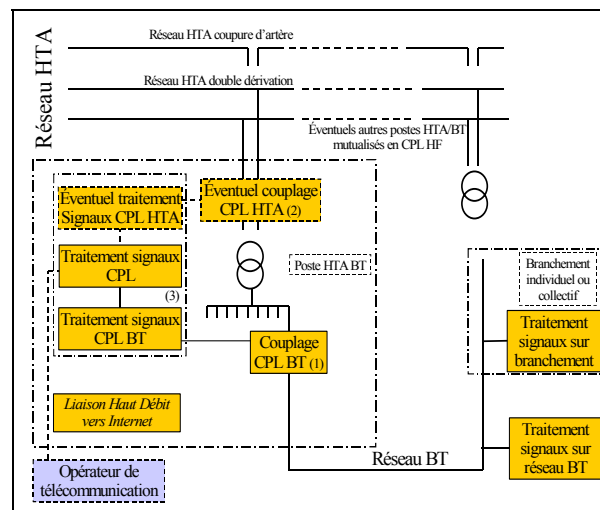 Réseau HTA
Réseau HTA coupure d'artère
Réseau HTA double dérivation
Éventuels autres postes HTA/BT
mutualisés en CPL HF
Éventuel traitement
Signaux CPL HTA
Éventuel couplage
CPL HTA (2)
Traitement signaux
CPL
(3)
Traitement signaux
CPL BT
Poste HTA BT
Couplage
CPL BT (1)
Branchement
individuel ou
collectif
Traitement
signaux sur
branchement
Liaison Haut Débit
vers Internet
Réseau BT
Traitement
signaux sur
réseau BT
Opérateur de
télécommunication